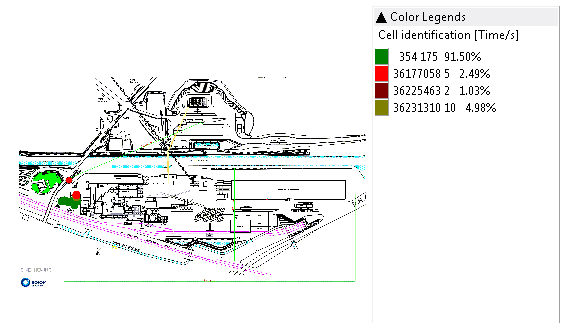 Color Legends
Cell identification [Time/s]
354 175 91.50%
36177058 5 2.49%
36225463 2 1.03%
36231310 10 4.98%